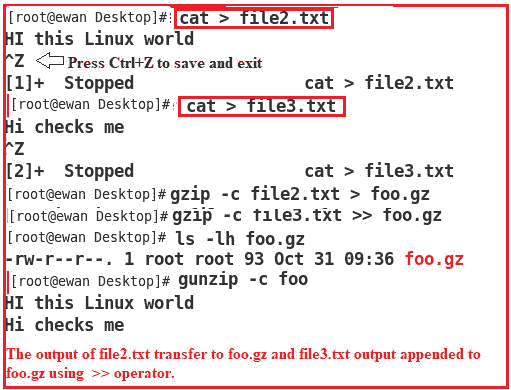 [root@ewan Desktop]# cat > file2.txt
HI this Linux world
^Z Press Ctrl+Z to save and exit
[1]+ Stopped cat > file2.txt
[root@ewan Desktop]# cat > file3.txt
Hi checks me
^Z
[2]+ Stopped cat > file3.txt
[root@ewan Desktop]# gzip -c file2.txt > foo.gz
[root@ewan Desktop]# gzip -c file3.txt >> foo.gz
[root@ewan Desktop]# ls -lh foo.gz
-rw-r--r--. 1 root root 93 Oct 31 09:36 foo.gz
[root@ewan Desktop]# gunzip -c foo
HI this Linux world
Hi checks me
The output of file2.txt transfer to foo.gz and file3.txt output appended to
foo.gz using >> operator.